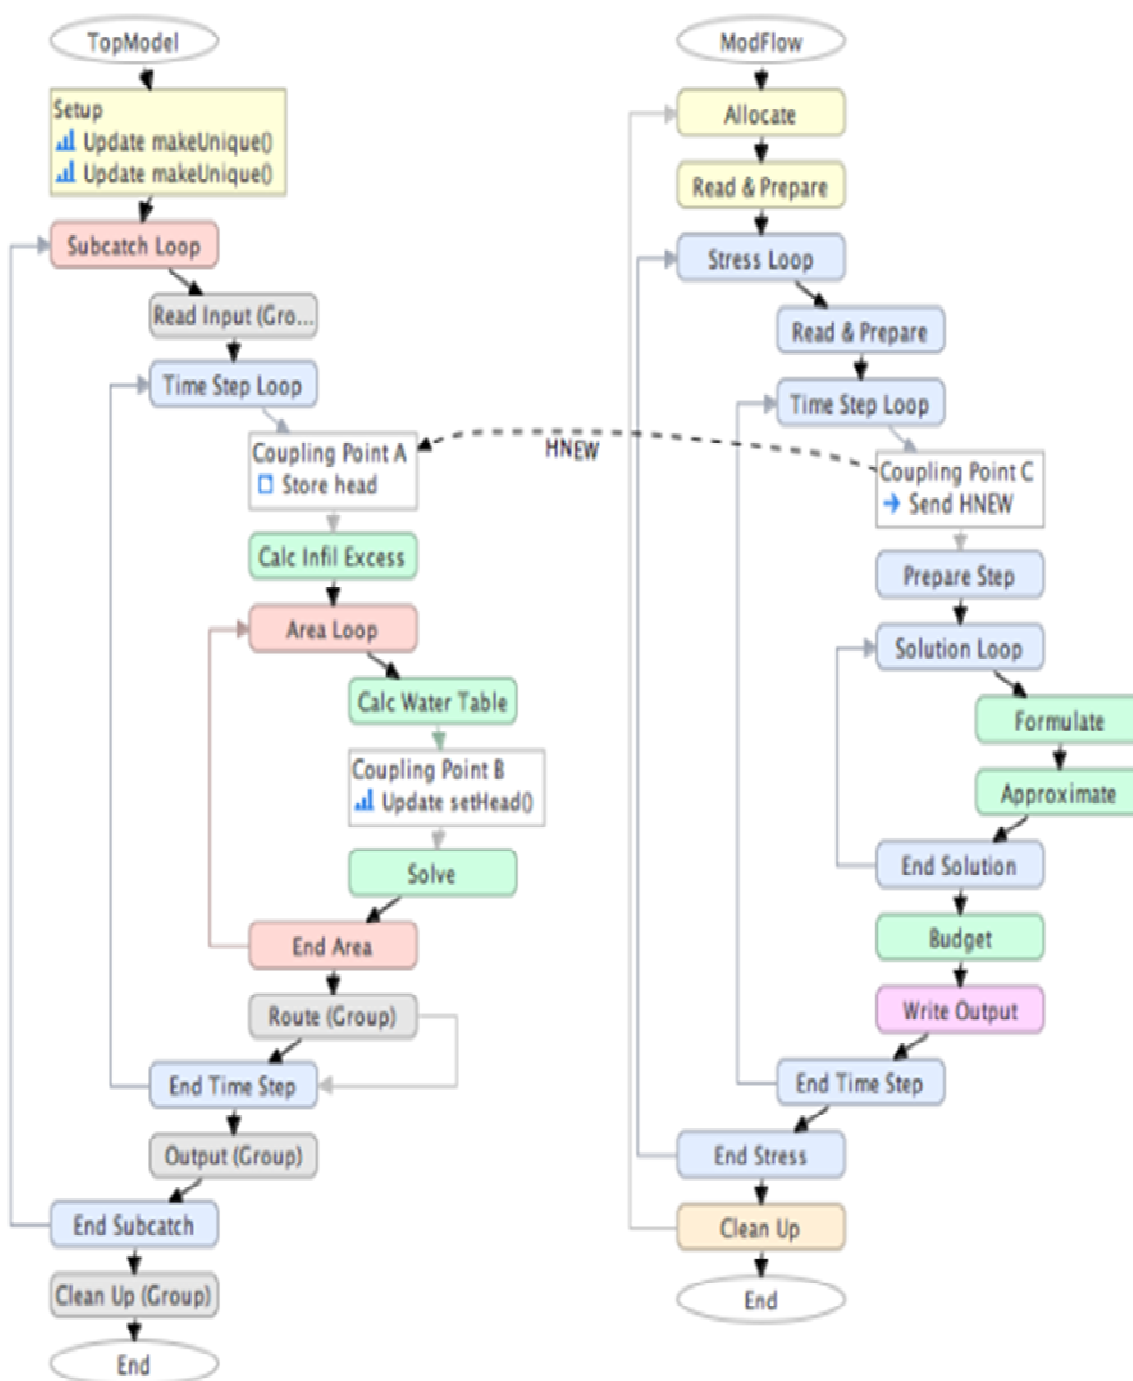 TopModel
Setup
Update makeUnique()
Update makeUnique()
Subcatch Loop
Read Input (Gro...
Time Step Loop
Coupling Point A
Store head
Calc Infil Excess
Area Loop
Calc Water Table
Coupling Point B
Update setHead()
Solve
End Area
Route (Group)
End Time Step
Output (Group)
End Subcatch
Clean Up (Group)
End
HNEW
ModFlow
Allocate
Read & Prepare
Stress Loop
Read & Prepare
Time Step Loop
Coupling Point C
Send HNEW
Prepare Step
Solution Loop
Formulate
Approximate
End Solution
Budget
Write Output
End Time Step
End Stress
Clean Up
End